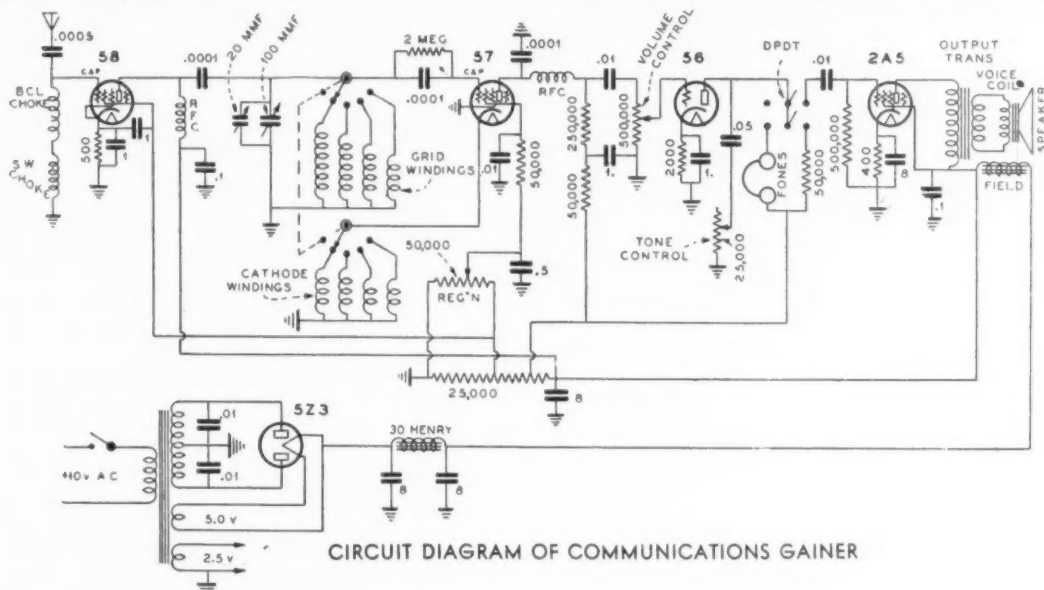 .0005
58
CAP
.0001
20 MMF
100 MMF
2 MEG
57
CAP
.0001
.0001
.01
VOLUME
CONTROL
56
DPDT
.01
2A5
OUTPUT
TRANS
VOICE
COIL
SPEAKER
BCL
CHOKE
SW
CHOKE
500
.1
.1
RFC
.1
GRID
WINDINGS
.01
50,000
RFC
250,000
500,000
1.
50,000
2000
1.
.05
FONES
50,000
500,000
400
8
.1
FIELD
TONE
CONTROL
25,000
CATHODE
WINDINGS
50,000
REG'N
.5
25,000
8
5Z3
.01
.01
110V A C
30 HENRY
8
8
5.0 V
2.5 V
CIRCUIT DIAGRAM OF COMMUNICATIONS GAINER